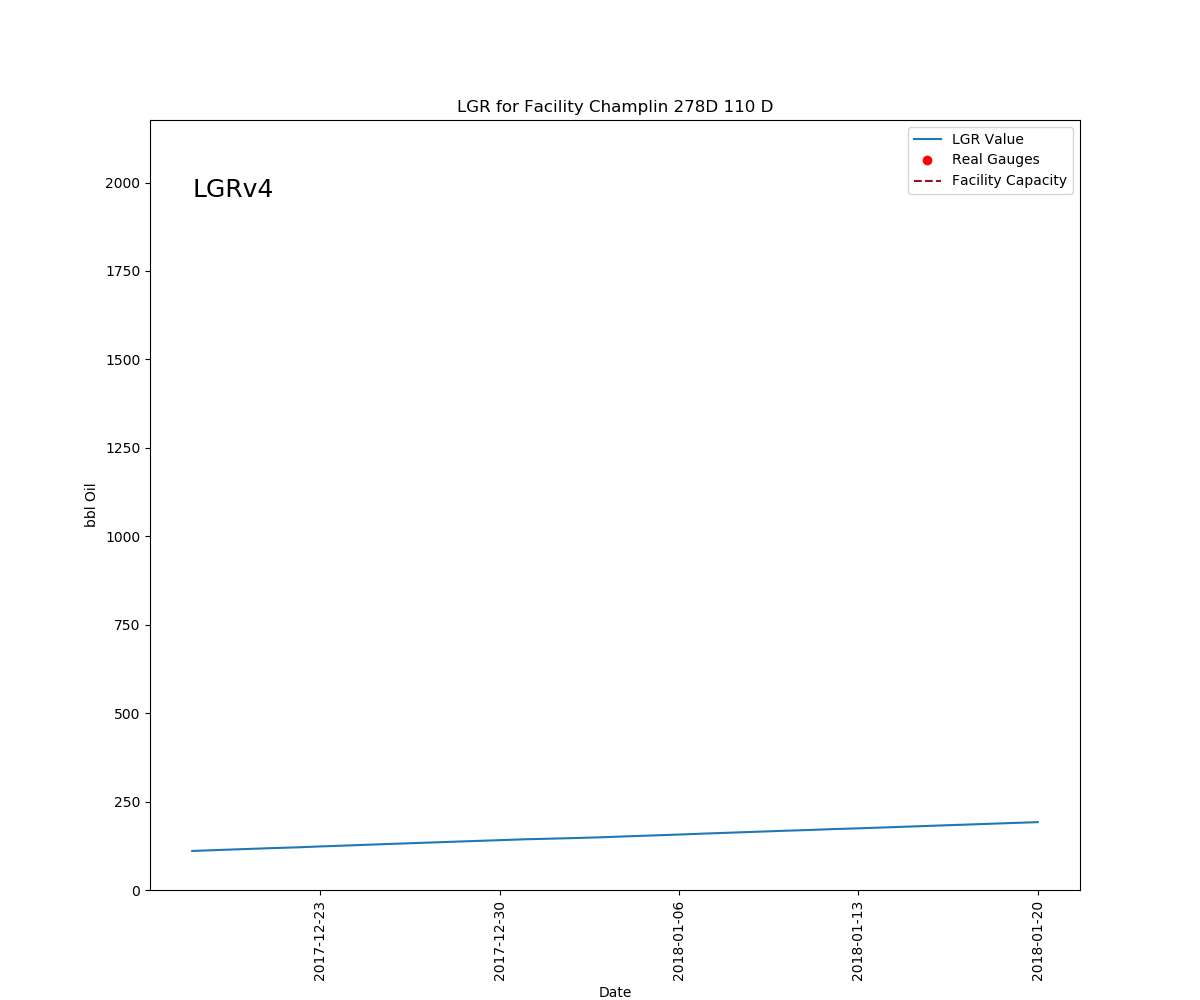 LGR for Facility Champlin 278D 110 D
LGR Value
Real Gauges
Facility Capacity
LGRv4
2000
1750
1500
1250
1000
750
500
250
0
bbl Oil
2017-12-23
2017-12-30
2018-01-06
2018-01-13
2018-01-20
Date